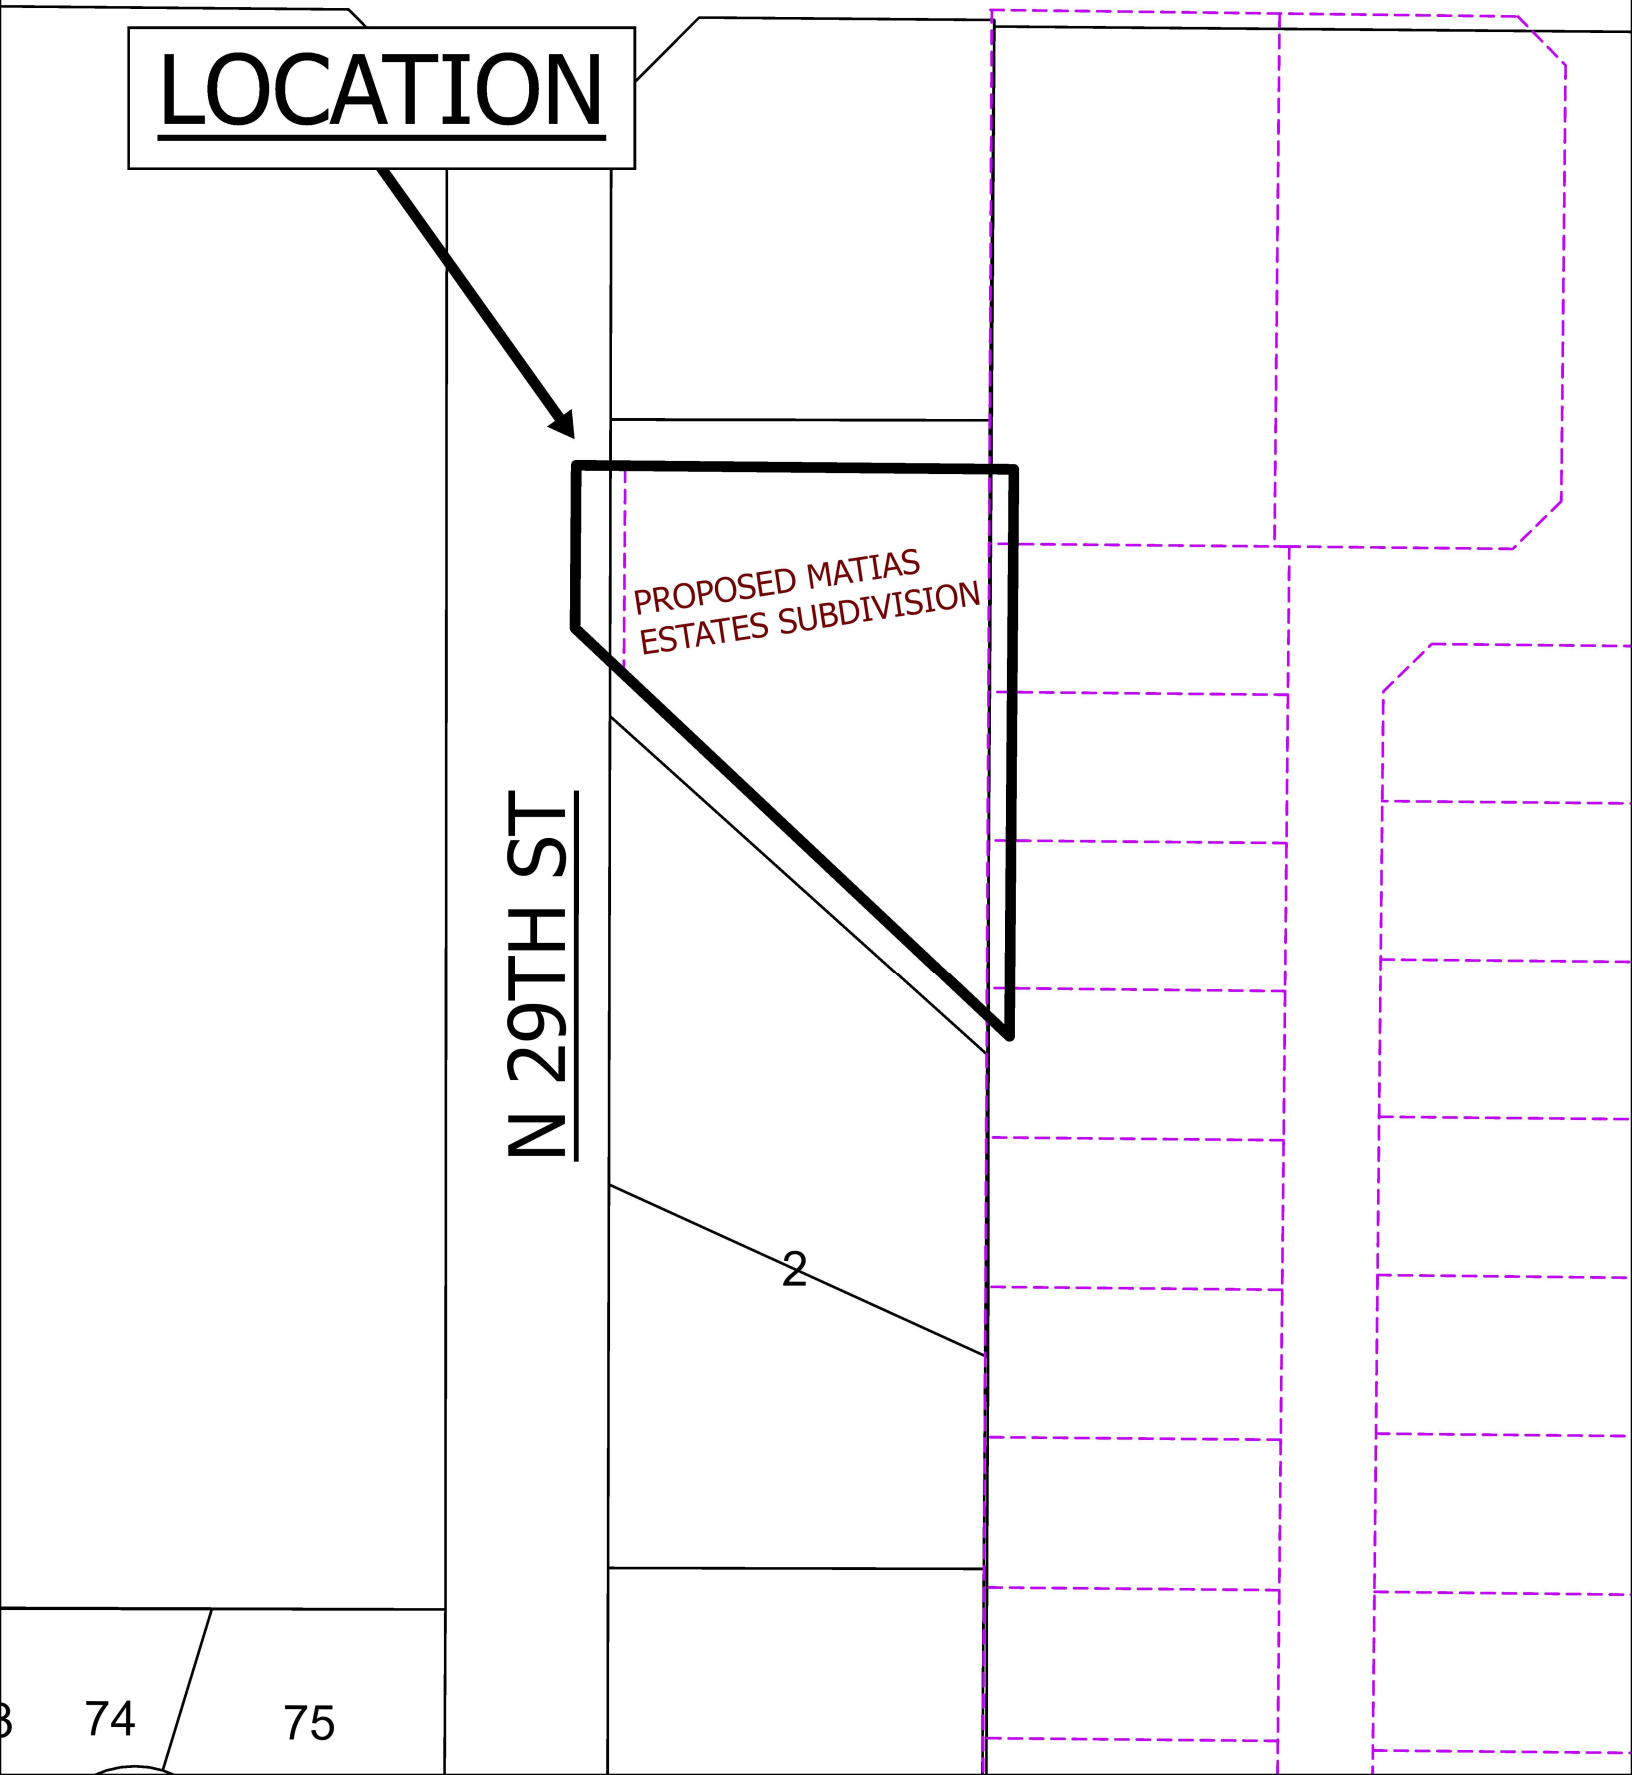 LOCATION
PROPOSED MATIAS
ESTATES SUBDIVISION
N 29TH ST
2
74
75